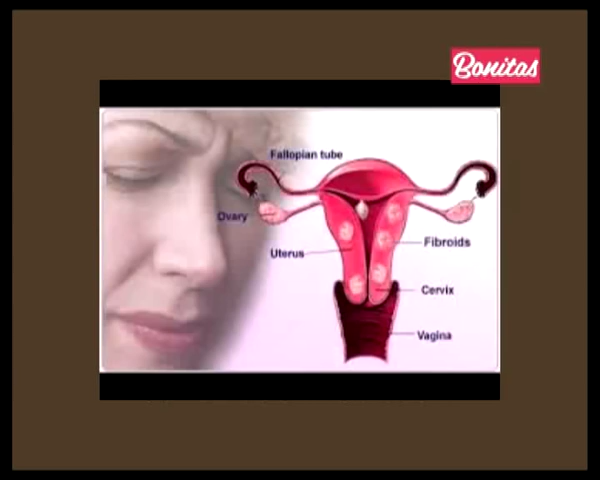 Bonitas
Fallopian tube
Ovary
Uterus
Fibroids
Cervix
Vagina